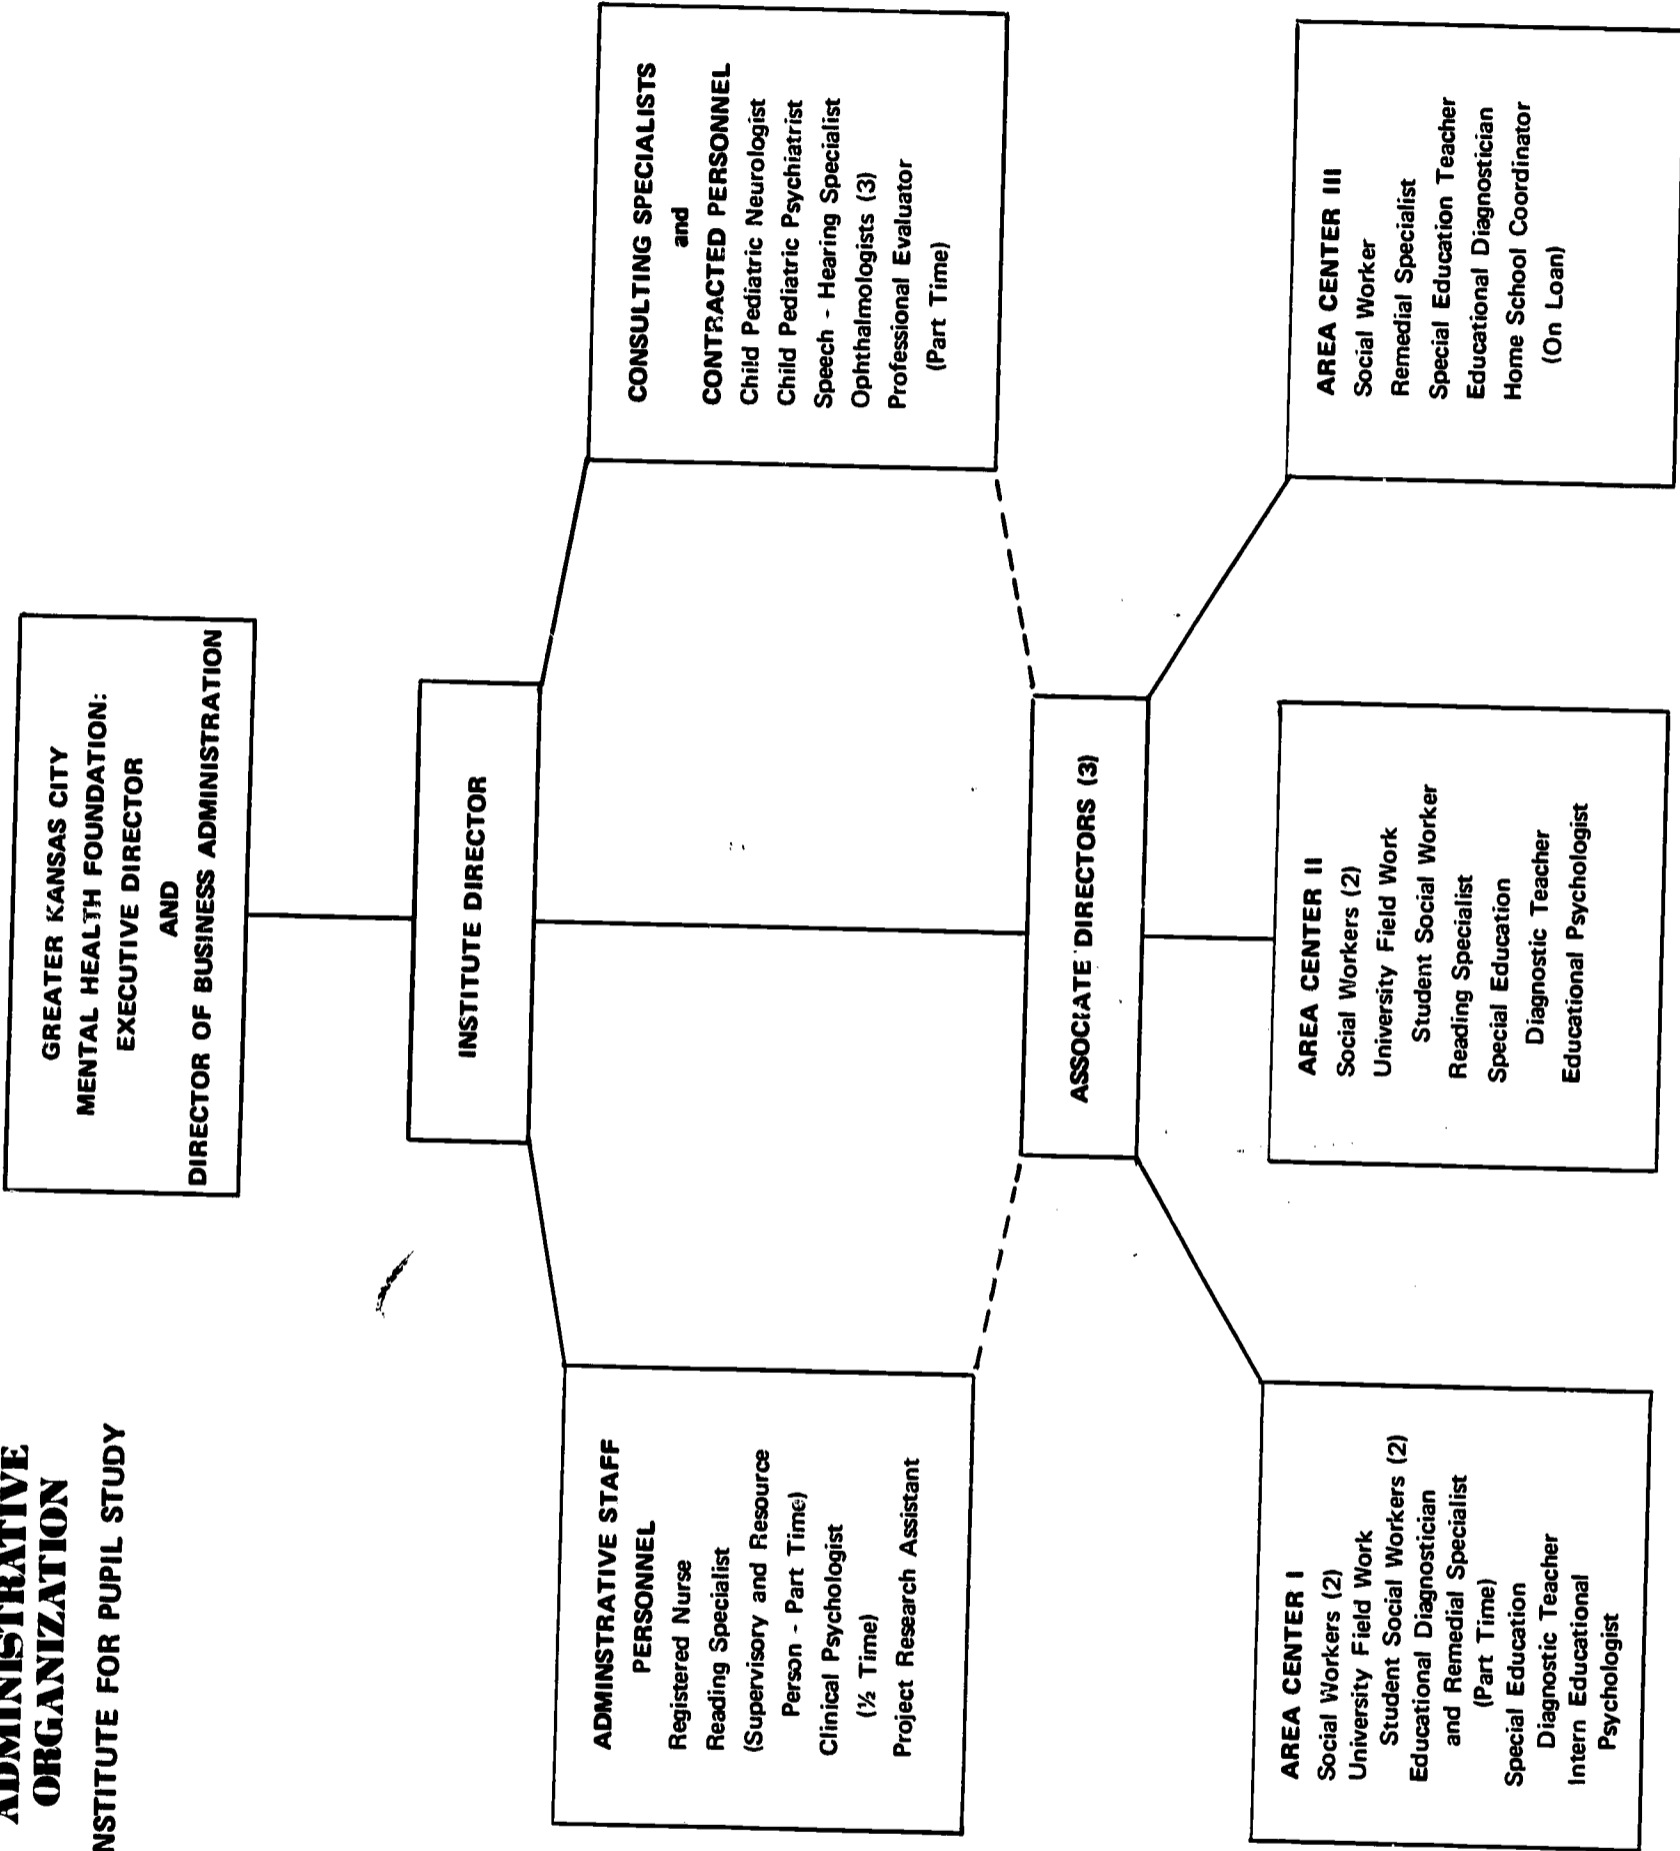 ADMINISTRATIVE
ORGANIZATION
NSTITUTE FOR PUPIL STUDY
GREATER KANSAS CITY
MENTAL HEALTH FOUNDATION:
EXECUTIVE DIRECTOR
AND
DIRECTOR OF BUSINESS ADMINISTRATION
INSTITUTE DIRECTOR
ADMINSTRATIVE STAFF
PERSONNEL
Registered Nurse
Reading Specialist
(Supervisory and Resource
Person - Part Time)
Clinical Psychologist
(½ Time)
Project Research Assistant
CONSULTING SPECIALISTS
and
CONTRACTED PERSONNEL
Child Pediatric Neurologist
Child Pediatric Psychiatrist
Speech - Hearing Specialist
Ophthalmologists (3)
Professional Evaluator
(Part Time)
ASSOCIATE DIRECTORS (3)
AREA CENTER I
Social Workers (2)
University Field Work
Student Social Workers (2)
Educational Diagnostician
and Remedial Specialist
(Part Time)
Special Education
Diagnostic Teacher
Intern Educational
Psychologist
AREA CENTER II
Social Workers (2)
University Field Work
Student Social Worker
Reading Specialist
Special Education
Diagnostic Teacher
Educational Psychologist
AREA CENTER III
Social Worker
Remedial Specialist
Special Education Teacher
Educational Diagnostician
Home School Coordinator
(On Loan)